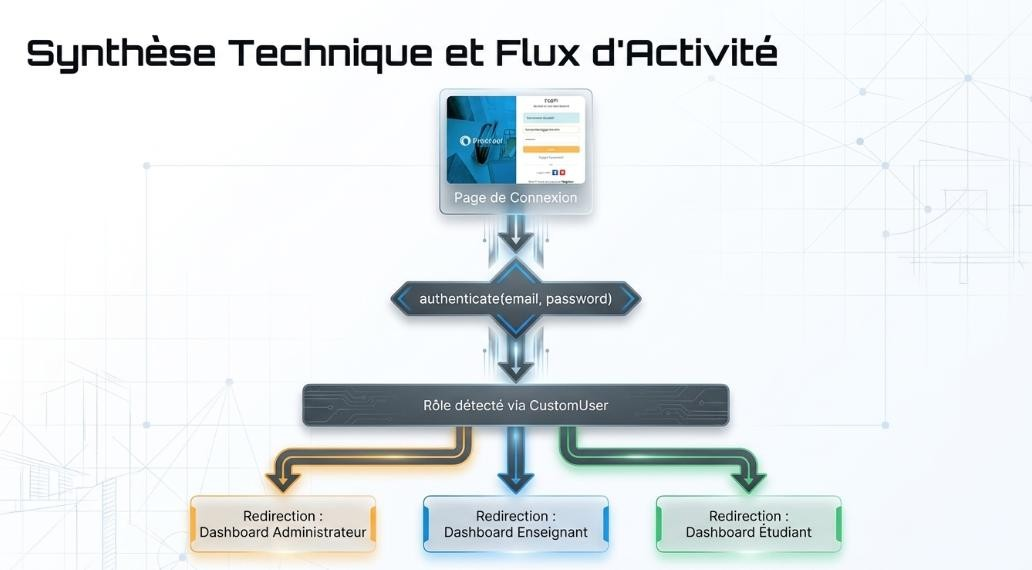 Synthèse Technique et Flux d'Activité
Page de Connexion
authenticate(email, password)
Rôle détecté via CustomUser
Redirection :
Dashboard Administrateur
Redirection :
Dashboard Enseignant
Redirection :
Dashboard Étudiant